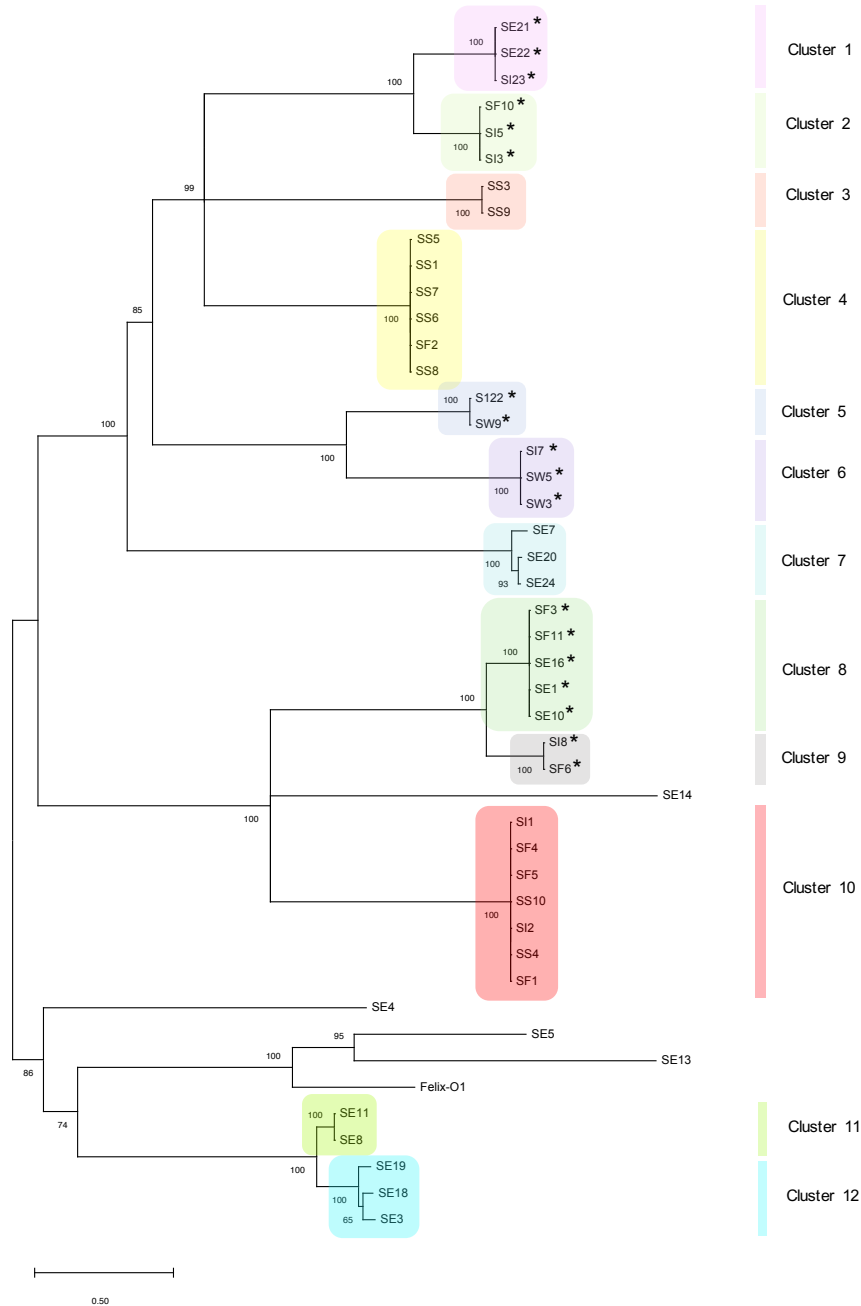 SE21 *
100
SE22 *
Cluster 1
SI23 *
100
SF10 *
SI5 *
Cluster 2
100
SI3 *
99
SS3
Cluster 3
100
SS9
SS5
SS1
SS7
Cluster 4
85
100
SS6
SF2
SS8
100
S122 *
Cluster 5
SW9 *
100
100
SI7 *
SW5 *
Cluster 6
100
SW3 *
SE7
100
SE20
Cluster 7
93
SE24
SF3 *
SF11 *
100
SE16 *
Cluster 8
SE1 *
100
SE10 *
SI8 *
Cluster 9
100
SF6 *
SE14
100
SI1
SF4
SF5
Cluster 10
SS10
100
SI2
SS4
SF1
SE4
SE5
95
100
SE13
86
Felix-O1
100
SE11
74
Cluster 11
SE8
100
SE19
100
SE18
Cluster 12
65
SE3
0.50